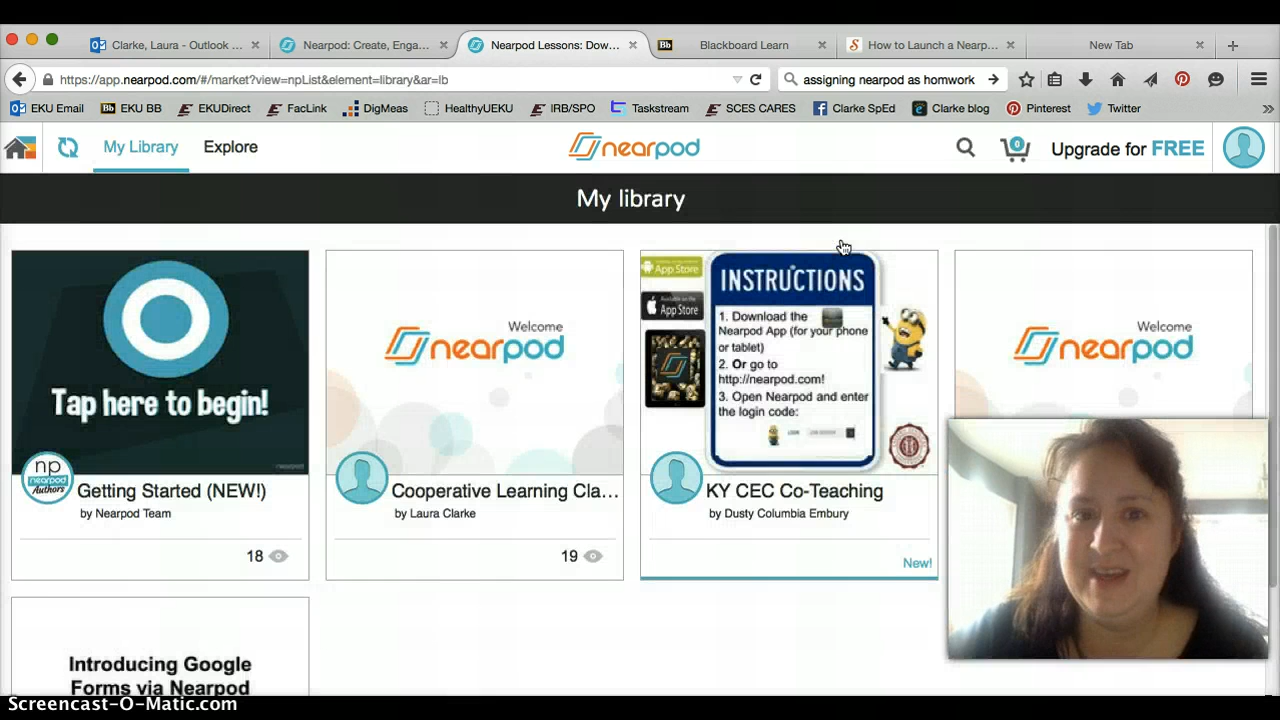 Clarke, Laura - Outlook ...
Nearpod: Create, Enga...
Nearpod Lessons: Dow...
Bb
Blackboard Learn
S
How to Launch a Nearp...
New Tab
https://app.nearpod.com/#/market?view=npList&element=library&ar=lb
assigning nearpod as homwork
EKU Email
Bb
EKU BB
EKUDirect
FacLink
DigMeas
HealthyUEKU
IRB/SPO
Taskstream
SCES CARES
Clarke SpEd
Clarke blog
Pinterest
Twitter
My Library
Explore
nearpod
0
Upgrade for FREE
My library
Tap here to begin!
nearpod
np
nearpod
Authors
Getting Started (NEW!)
by Nearpod Team
18
Welcome
nearpod
Cooperative Learning Cla...
by Laura Clarke
19
App Store
App Store
INSTRUCTIONS
1. Download the
Nearpod App (for your phone
or tablet)
2. Or go to
http://nearpod.com!
3. Open Nearpod and enter
the login code:
KY CEC Co-Teaching
by Dusty Columbia Embury
New!
Welcome
nearpod
Introducing Google
Forms via Nearpod
Screencast-O-Matic.com